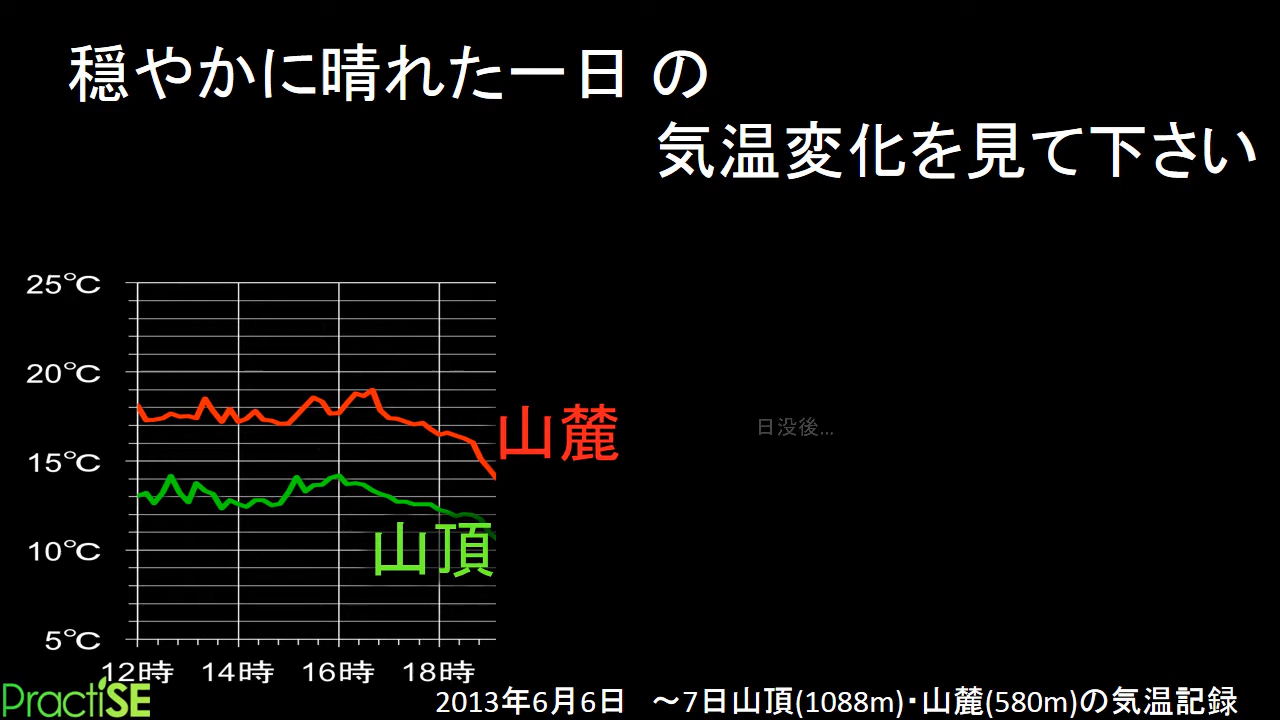 穏やかに晴れた一日 の
気温変化を見て下さい
25℃
20℃
15℃
10℃
5℃
山麓
山頂
日没後...
12時 14時 16時 18時
PractiSE
2013年6月6日 ～7日山頂(1088m)・山麓(580m)の気温記録